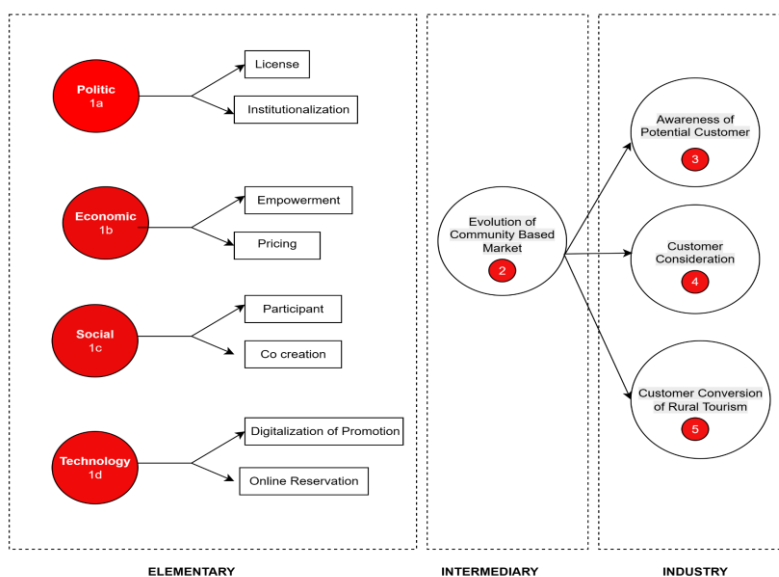 Politic
1a
License
Institutionalization
Economic
1b
Empowerment
Pricing
Social
1c
Participant
Co creation
Technology
1d
Digitalization of Promotion
Online Reservation
ELEMENTARY
Evolution of
Community Based
Market
2
INTERMEDIARY
Awareness of
Potential Customer
3
Customer
Consideration
4
Customer Conversion
of Rural Tourism
5
INDUSTRY